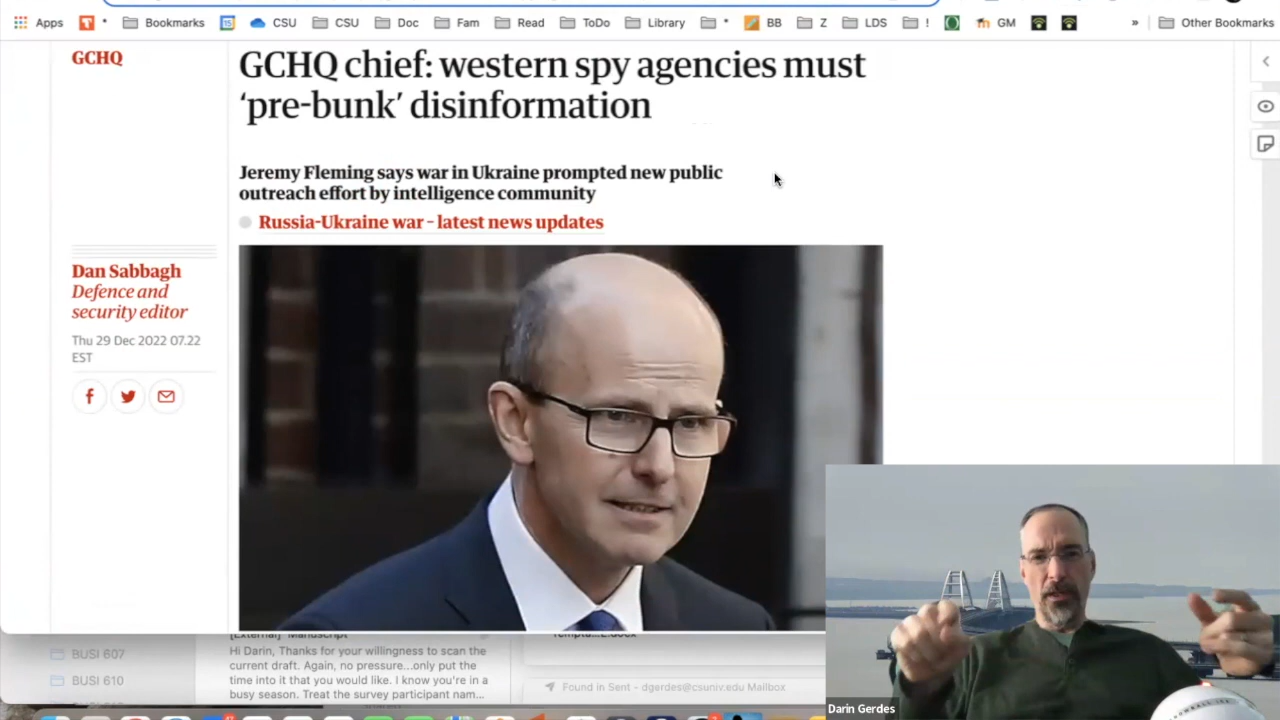 Apps
*
Bookmarks
15
CSU
CSU
Doc
Fam
Read
ToDo
Library
*
BB
Z
LDS
!
GM
»
Other Bookmarks
GCHQ
GCHQ chief: western spy agencies must
‘pre-bunk’ disinformation
Jeremy Fleming says war in Ukraine prompted new public
outreach effort by intelligence community
Russia-Ukraine war – latest news updates
Dan Sabbagh
Defence and
security editor
Thu 29 Dec 2022 07.22
EST
[External] Manuscript
BUSI 607
Hi Darin, Thanks for your willingness to scan the
current draft. Again, no pressure...only put the
time into it that you would like. I know you're in a
busy season. Treat the survey participant nam...
BUSI 610
Found in Sent - dgerdes@csuniv.edu Mailbox
Darin Gerdes